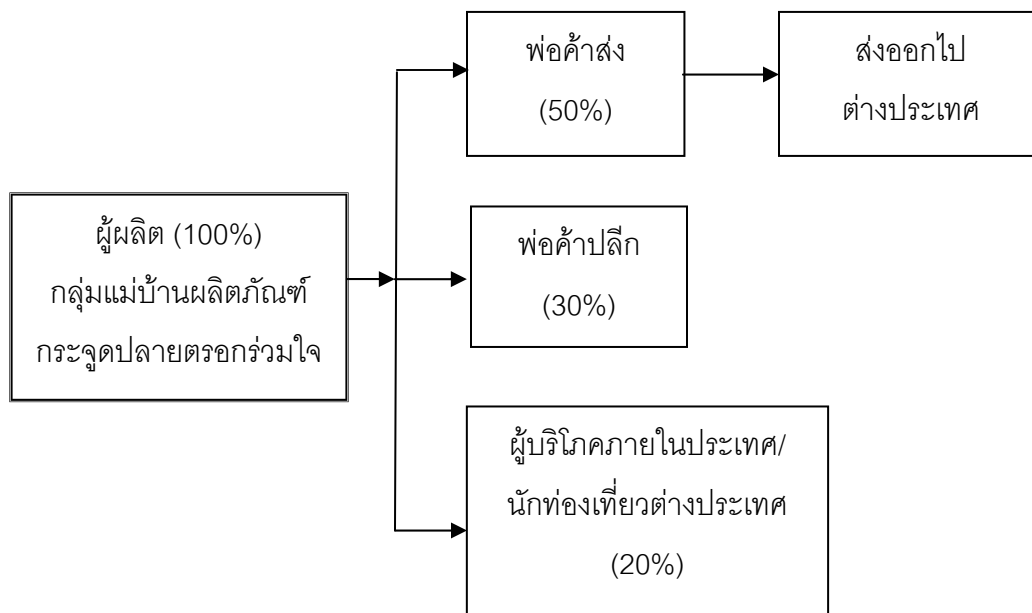 พ่อค้าส่ง
(50%)
ส่งออกไป
ต่างประเทศ
ผู้ผลิต (100%)
กลุ่มแม่บ้านผลิตภัณฑ์
กระจูดปลายตรอกร่วมใจ
พ่อค้าปลีก
(30%)
ผู้บริโภคภายในประเทศ/
นักท่องเที่ยวต่างประเทศ
(20%)